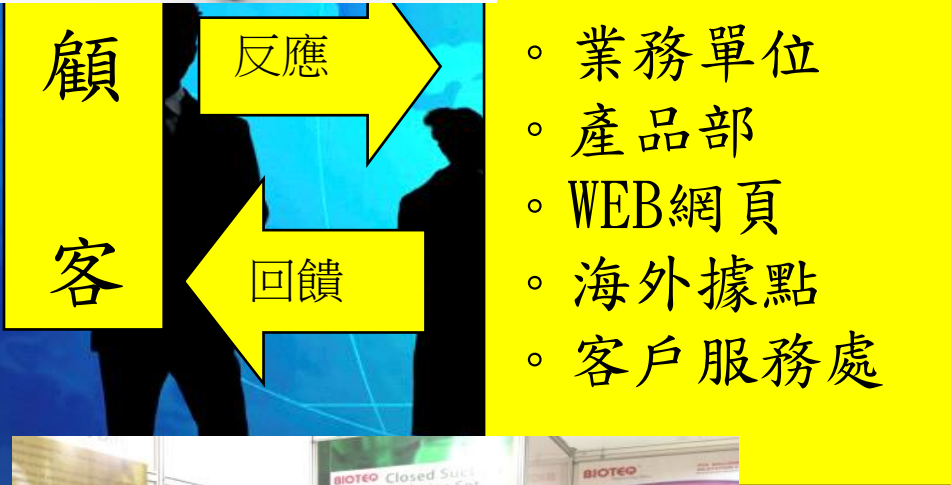 顧
客
反應
回饋
。業務單位
。產品部
。WEB網頁
。海外據點
。客戶服務處
BIOTEQ Closed Suct
BIOTEQ